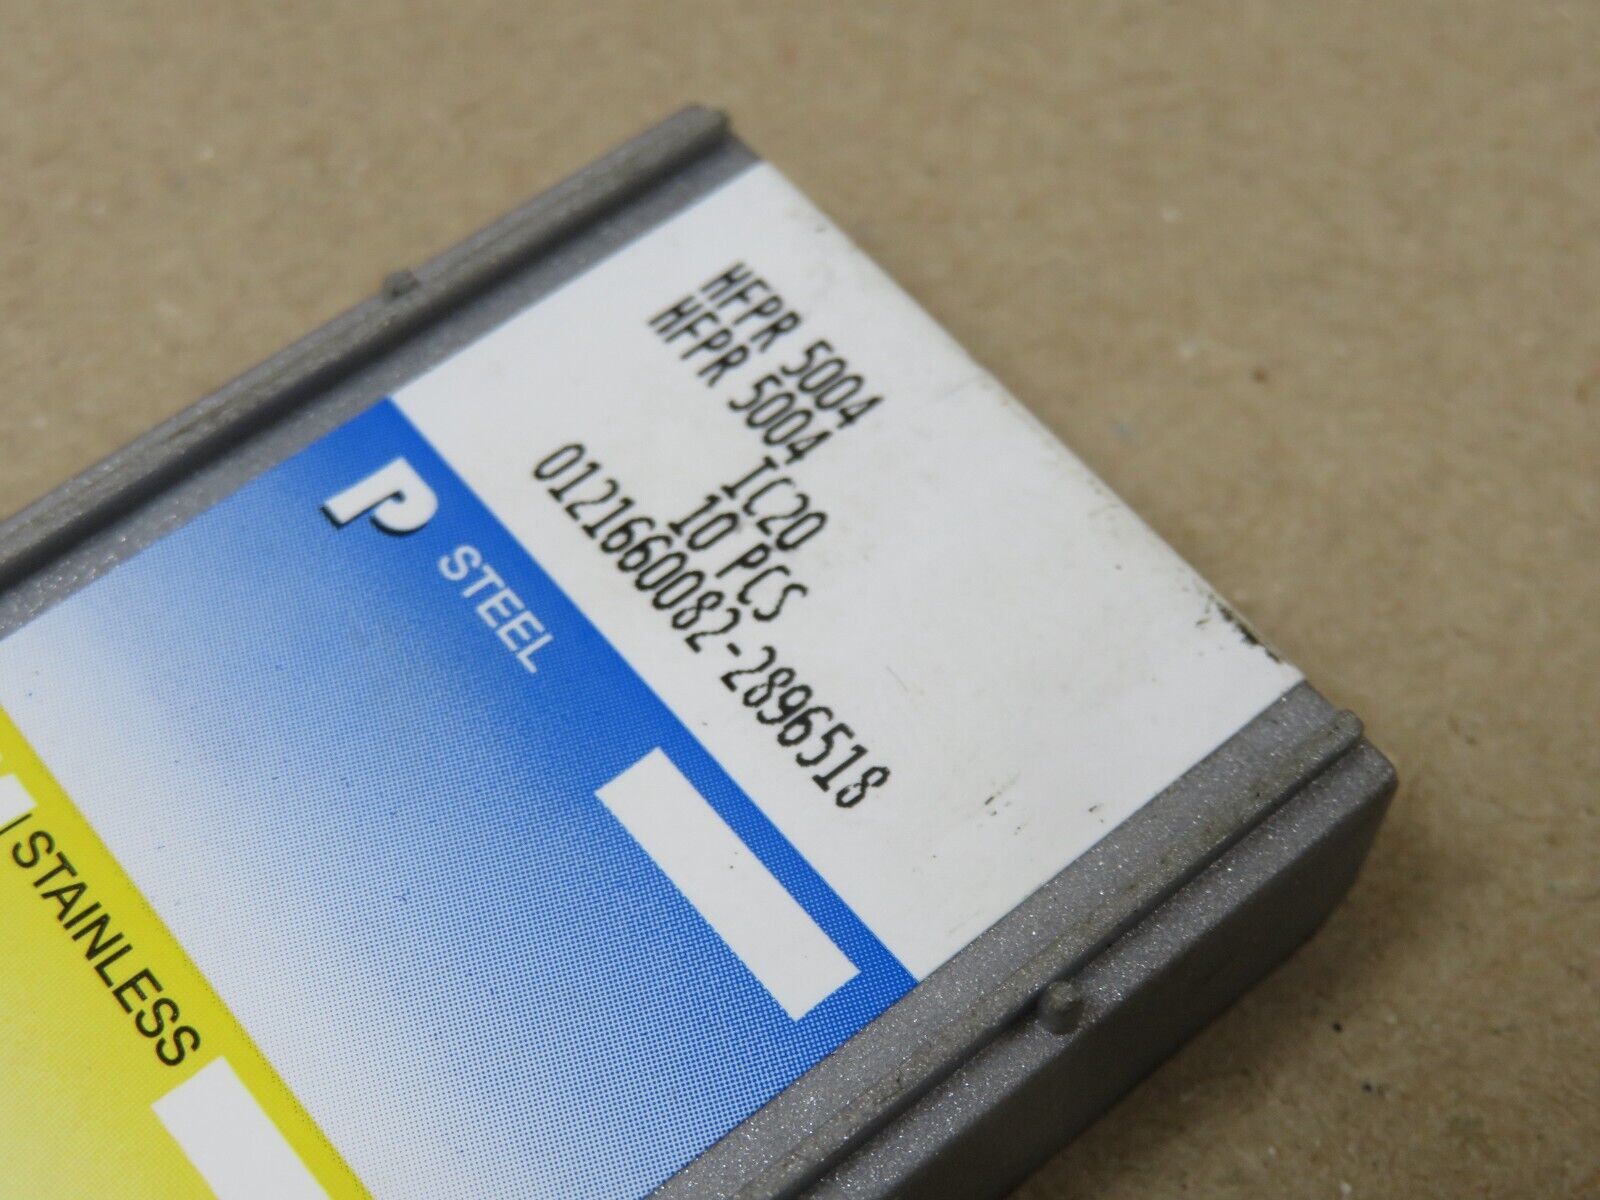 HFPR 5004
HFPR 5004
IC20
10 PCS
0121660082-2896518
P STEEL
STAINLESS